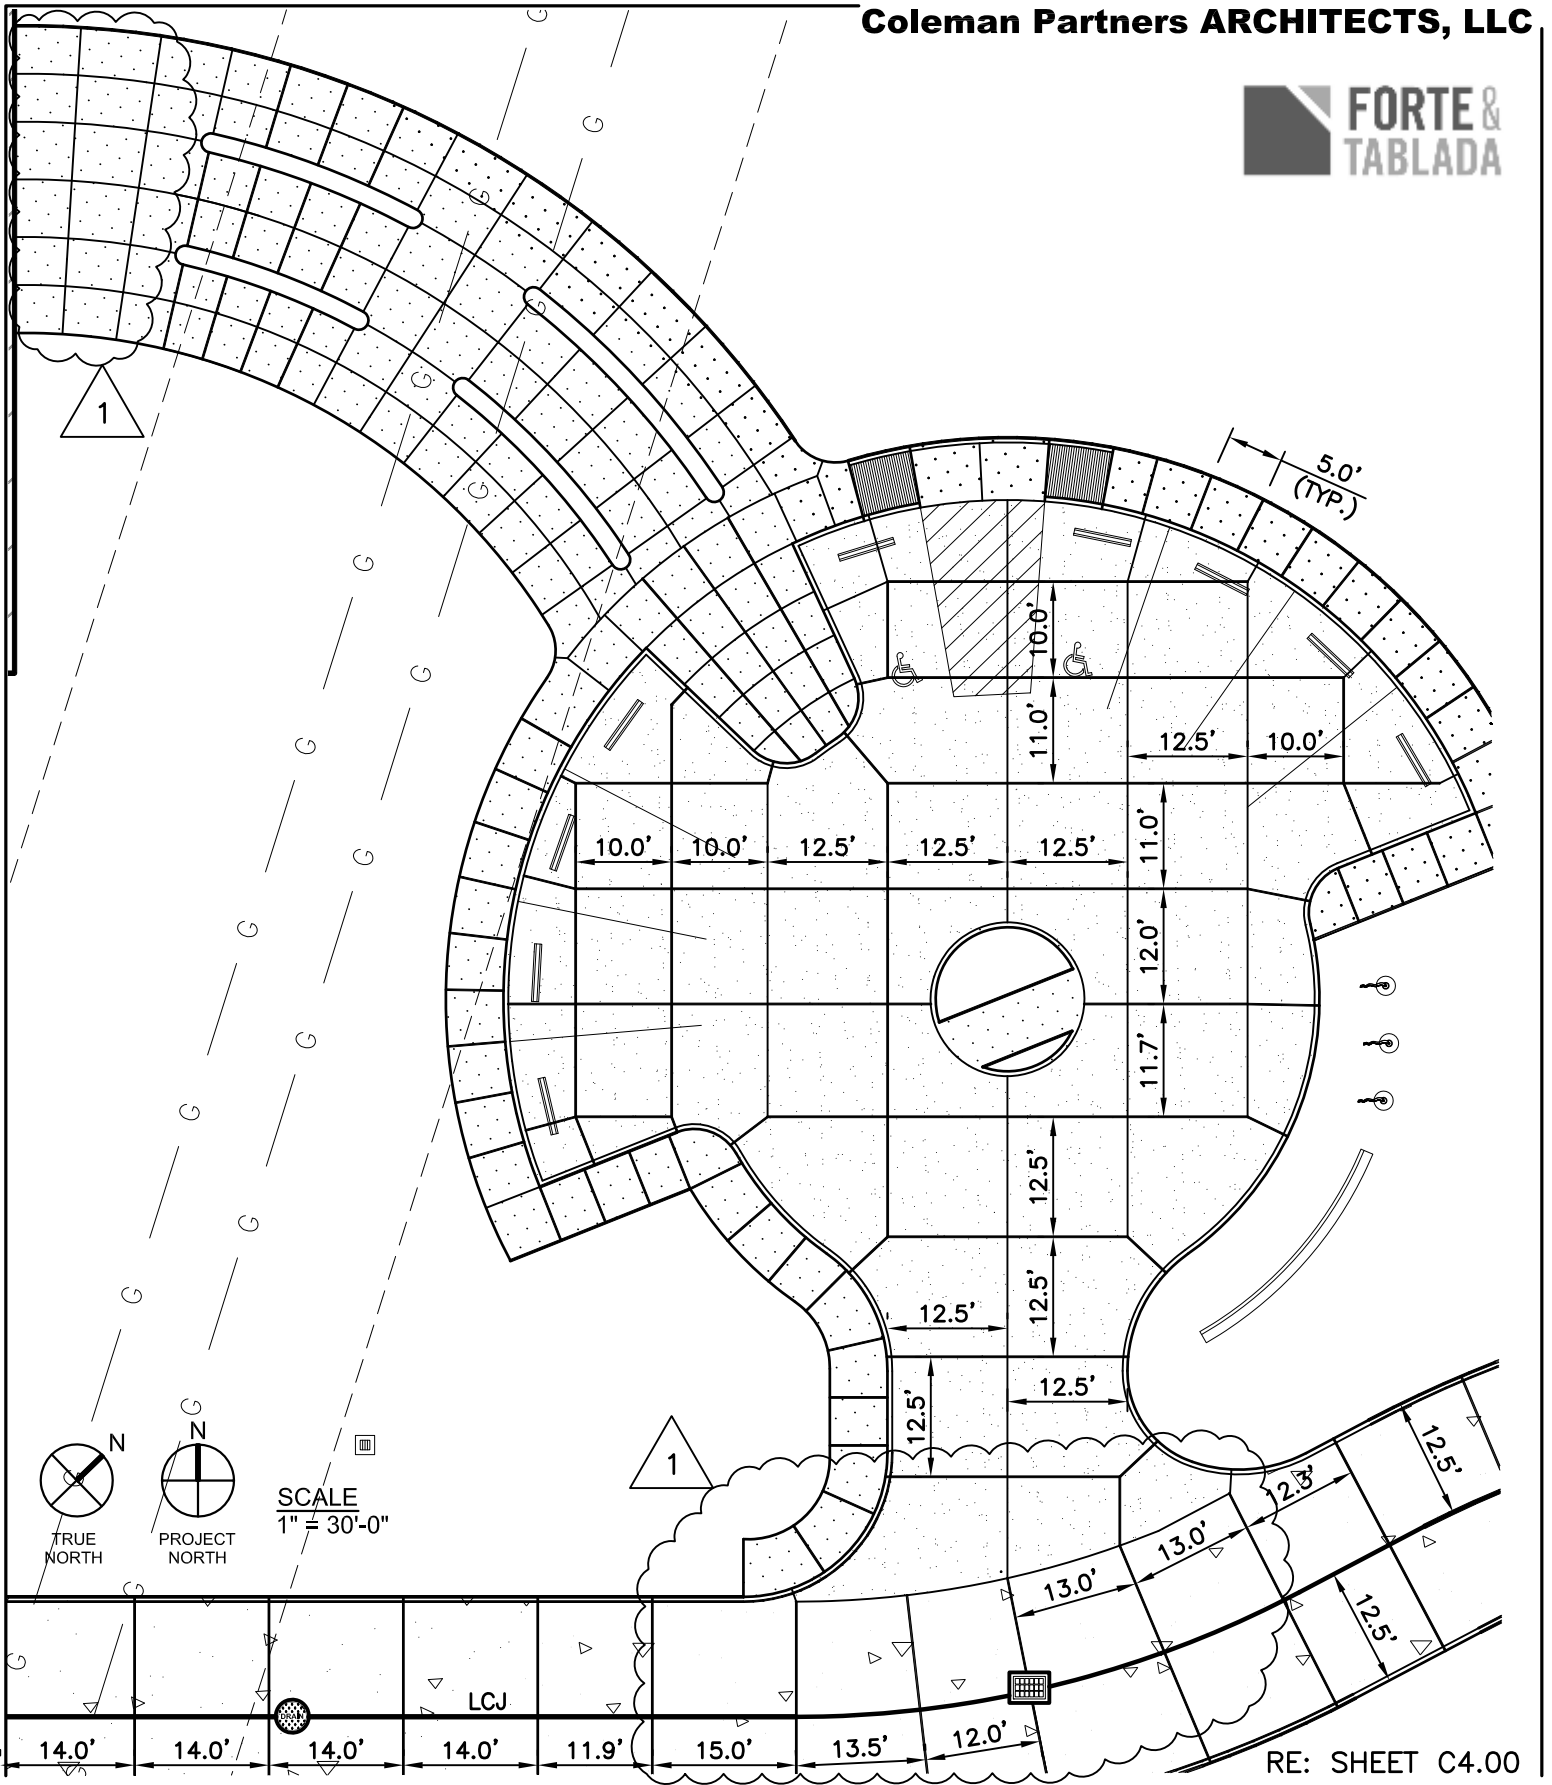 Coleman Partners ARCHITECTS, LLC
FORTE &
TABLADA
G
G
G
G
G
G
G
1
5.0'
(TYP.)
10.0'
11.0'
12.5'
10.0'
10.0'
10.0'
12.5'
12.5'
12.5'
11.0'
12.0'
11.7'
12.5'
12.5'
12.5'
12.5'
12.5'
G
G
G
G
G
G
G
G
G
G
G
G
G
N
N
TRUE
NORTH
PROJECT
NORTH
SCALE
1" = 30'-0"
1
12.5'
12.3'
13.0'
13.0'
12.5'
LCJ
DRAIN
14.0'
14.0'
14.0'
14.0'
11.9'
15.0'
13.5'
12.0'
RE: SHEET C4.00